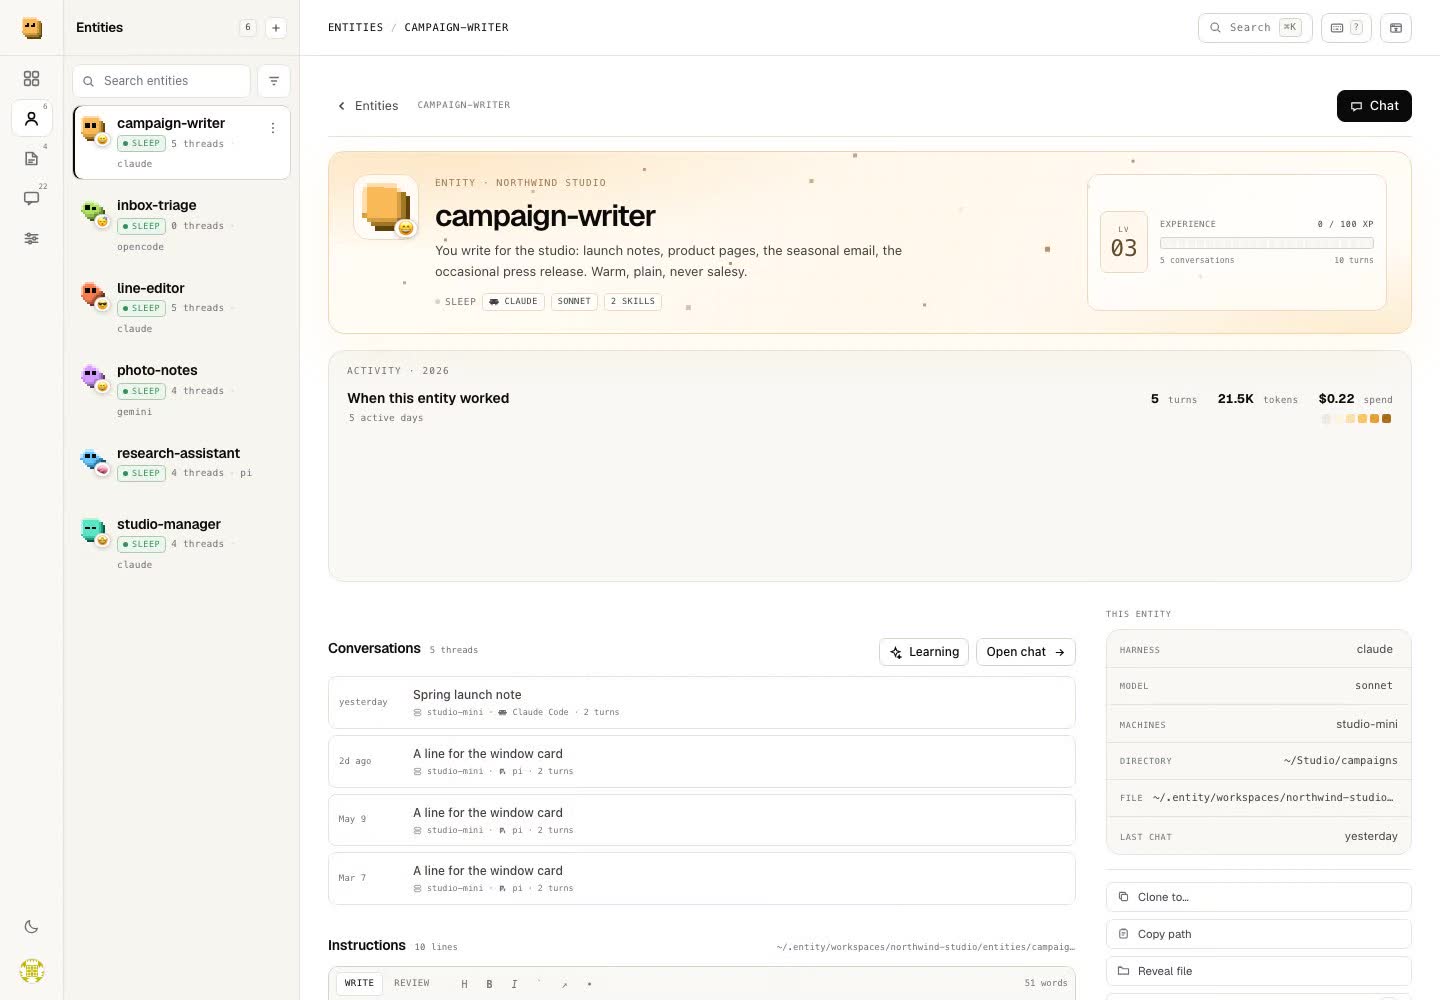 Entities
6
ENTITIES / CAMPAIGN-WRITER
Search ⌘K
?
Search entities
6
4
22
campaign-writer
SLEEP 5 threads ·
claude
inbox-triage
SLEEP 0 threads ·
opencode
line-editor
SLEEP 5 threads ·
claude
photo-notes
SLEEP 4 threads ·
gemini
research-assistant
SLEEP 4 threads · pi
studio-manager
SLEEP 4 threads ·
claude
Entities CAMPAIGN-WRITER
Chat
ENTITY · NORTHWIND STUDIO
campaign-writer
You write for the studio: launch notes, product pages, the seasonal email, the
occasional press release. Warm, plain, never salesy.
SLEEP CLAUDE SONNET 2 SKILLS
LV
03
EXPERIENCE 0 / 100 XP
5 conversations 10 turns
ACTIVITY · 2026
When this entity worked
5 active days
5 turns 21.5K tokens $0.22 spend
Conversations 5 threads
Learning
Open chat →
yesterday
Spring launch note
studio-mini · Claude Code · 2 turns
2d ago
A line for the window card
studio-mini · pi · 2 turns
May 9
A line for the window card
studio-mini · pi · 2 turns
Mar 7
A line for the window card
studio-mini · pi · 2 turns
Instructions 10 lines
~/.entity/workspaces/northwind-studio/entities/campaig…
WRITE REVIEW H B I
51 words
THIS ENTITY
HARNESS claude
MODEL sonnet
MACHINES studio-mini
DIRECTORY ~/Studio/campaigns
FILE ~/.entity/workspaces/northwind-studio…
LAST CHAT yesterday
Clone to…
Copy path
Reveal file